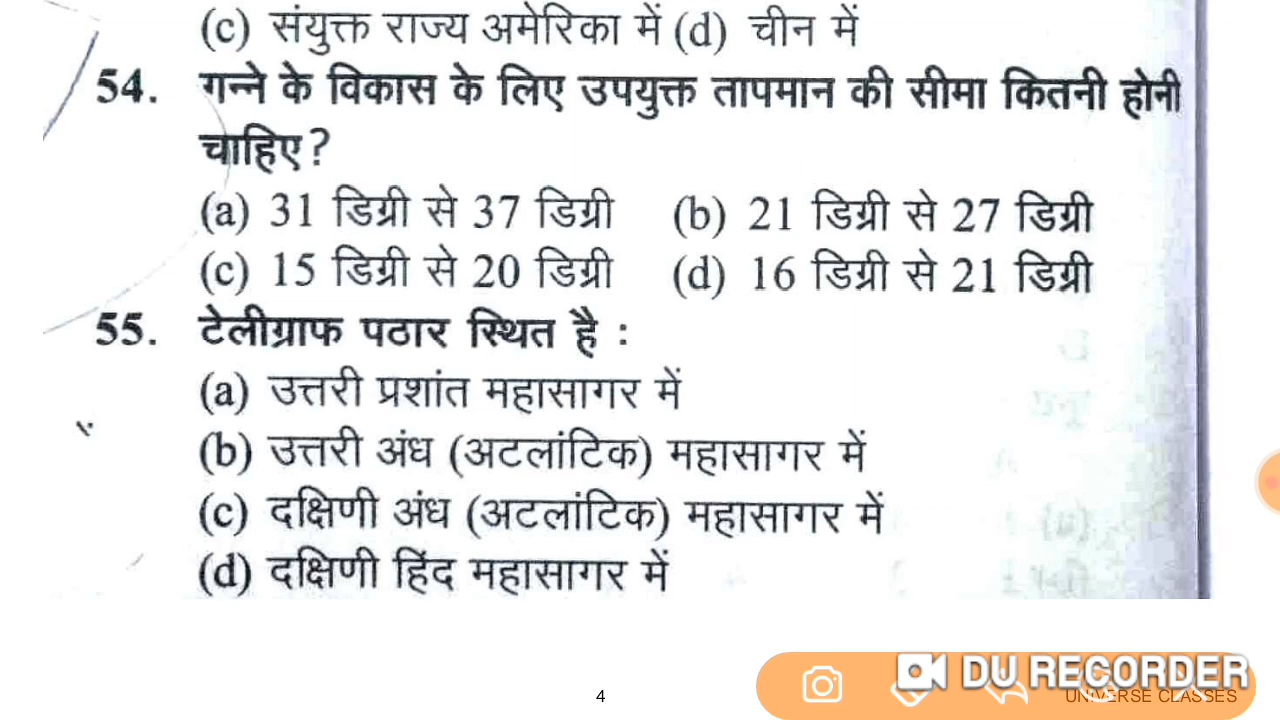 (c) संयुक्त राज्य अमेरिका में (d) चीन में
54. गन्ने के विकास के लिए उपयुक्त तापमान की सीमा कितनी होनी
चाहिए?
(a) 31 डिग्री से 37 डिग्री (b) 21 डिग्री से 27 डिग्री
(c) 15 डिग्री से 20 डिग्री (d) 16 डिग्री से 21 डिग्री
55. टेलीग्राफ पठार स्थित है :
(a) उत्तरी प्रशांत महासागर में
(b) उत्तरी अंध (अटलांटिक) महासागर में
(c) दक्षिणी अंध (अटलांटिक) महासागर में
(d) दक्षिणी हिंद महासागर में
DU RECORDER
4 UNIVERSE CLASSES